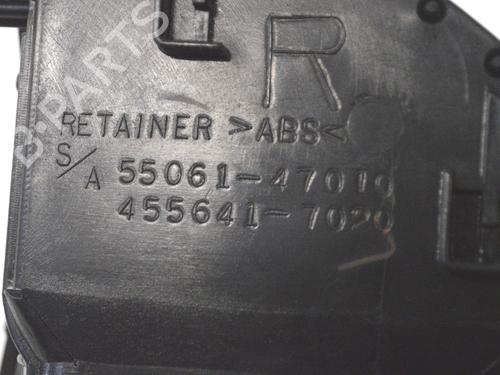 R
RETAINER >ABS<
S/A 55061-47010
455641-7020
B-PARTS